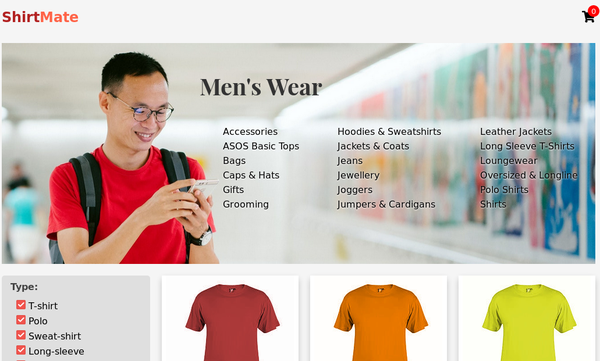 ShirtMate
0
Men's Wear
Accessories
ASOS Basic Tops
Bags
Caps & Hats
Gifts
Grooming
Hoodies & Sweatshirts
Jackets & Coats
Jeans
Jewellery
Joggers
Jumpers & Cardigans
Leather Jackets
Long Sleeve T-Shirts
Loungewear
Oversized & Longline
Polo Shirts
Shirts
Type:
T-shirt
Polo
Sweat-shirt
Long-sleeve